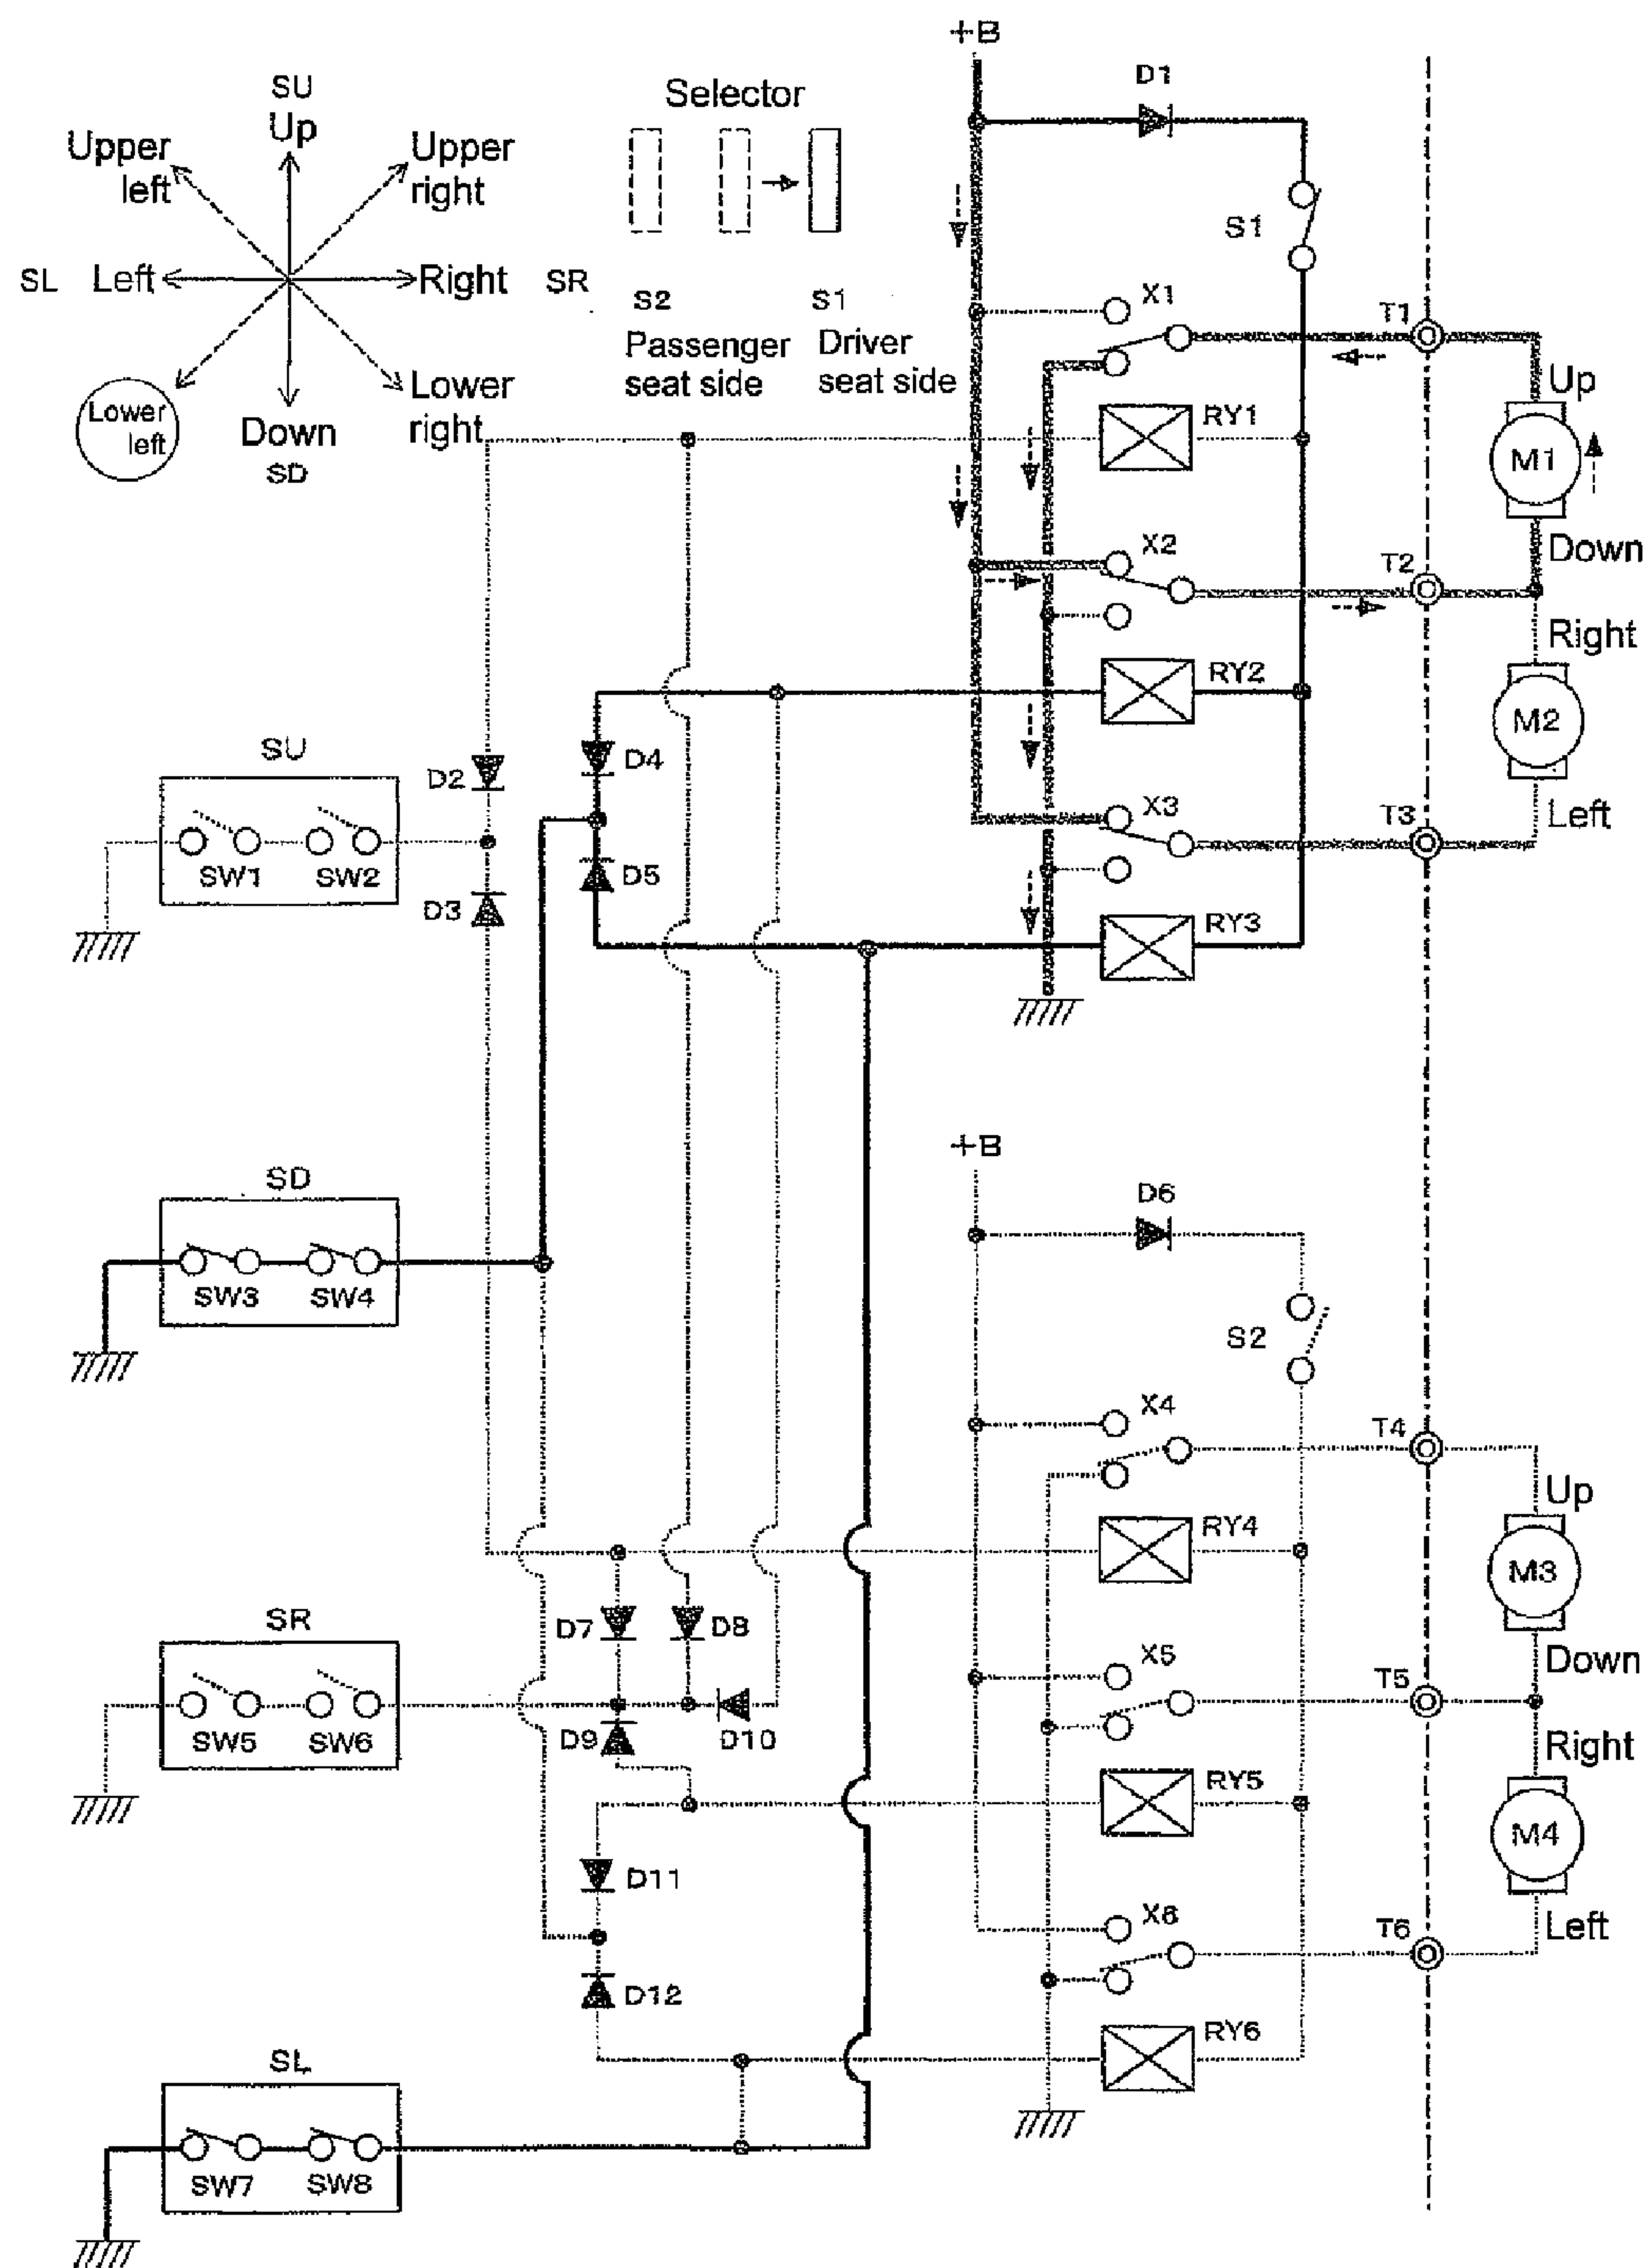 +B
D1
SU
Up
Selector
Upper left
Upper right
S1
SL
Left
Right
SR
S2
S1
X1
T1
Passenger seat side
Driver seat side
Up
Lower left
Down
SD
Lower right
RY1
M1
X2
T2
Down
Right
RY2
M2
SU
D2
D4
X3
T3
Left
SW1
SW2
D3
D5
RY3
+B
SD
D6
SW3
SW4
S2
X4
T4
Up
RY4
M3
SR
D7
D8
X5
T5
Down
SW5
SW6
D9
D10
Right
RY5
M4
D11
X6
T6
Left
D12
RY6
SL
SW7
SW8